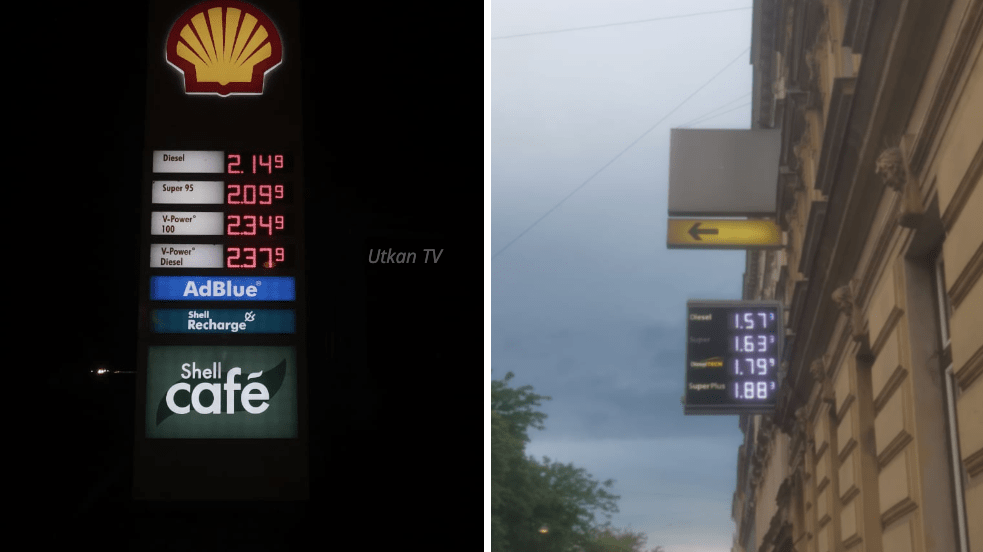 Diesel 2.14⁹
Super 95 2.09⁹
V-Power® 100 2.34⁹
V-Power® Diesel 2.37⁹
AdBlue®
Shell
Recharge
Shell
café
Utkan TV
Diesel 1.57³
Super 1.63³
1.79⁹
SuperPlus 1.88³